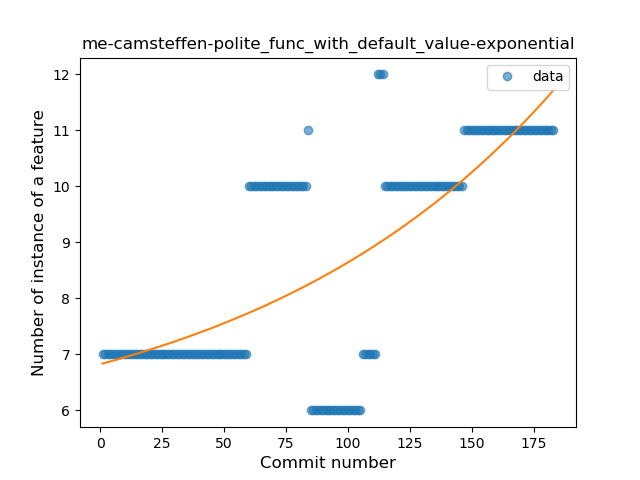 me-camsteffen-polite_func_with_default_value-exponential
data
Number of instance of a feature
12
11
10
9
8
7
6
0 25 50 75 100 125 150 175
Commit number